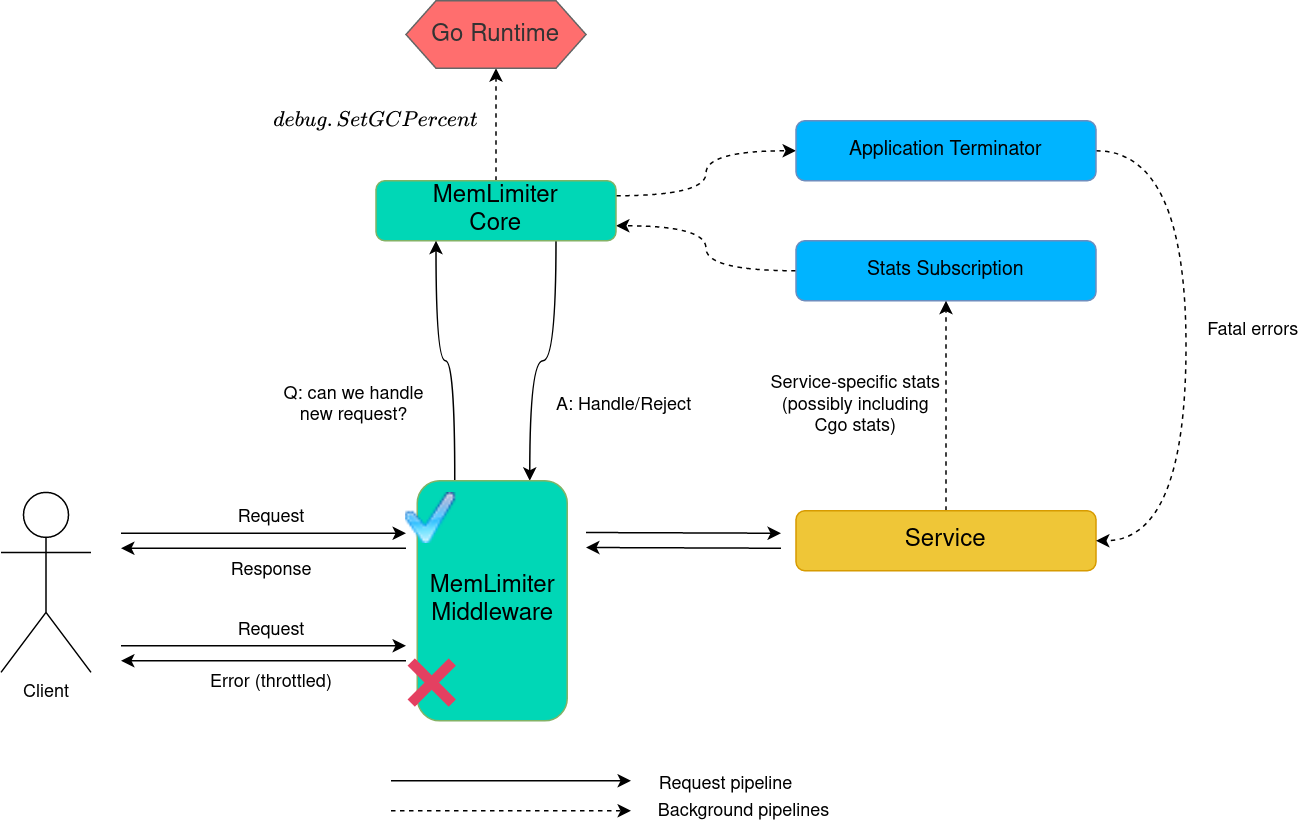 Go Runtime
debug.SetGCPercent
Application Terminator
MemLimiter
Core
Stats Subscription
Fatal errors
Q: can we handle
new request?
A: Handle/Reject
Service-specific stats
(possibly including
Cgo stats)
Request
Response
Service
MemLimiter
Middleware
Request
Error (throttled)
Client
Request pipeline
Background pipelines